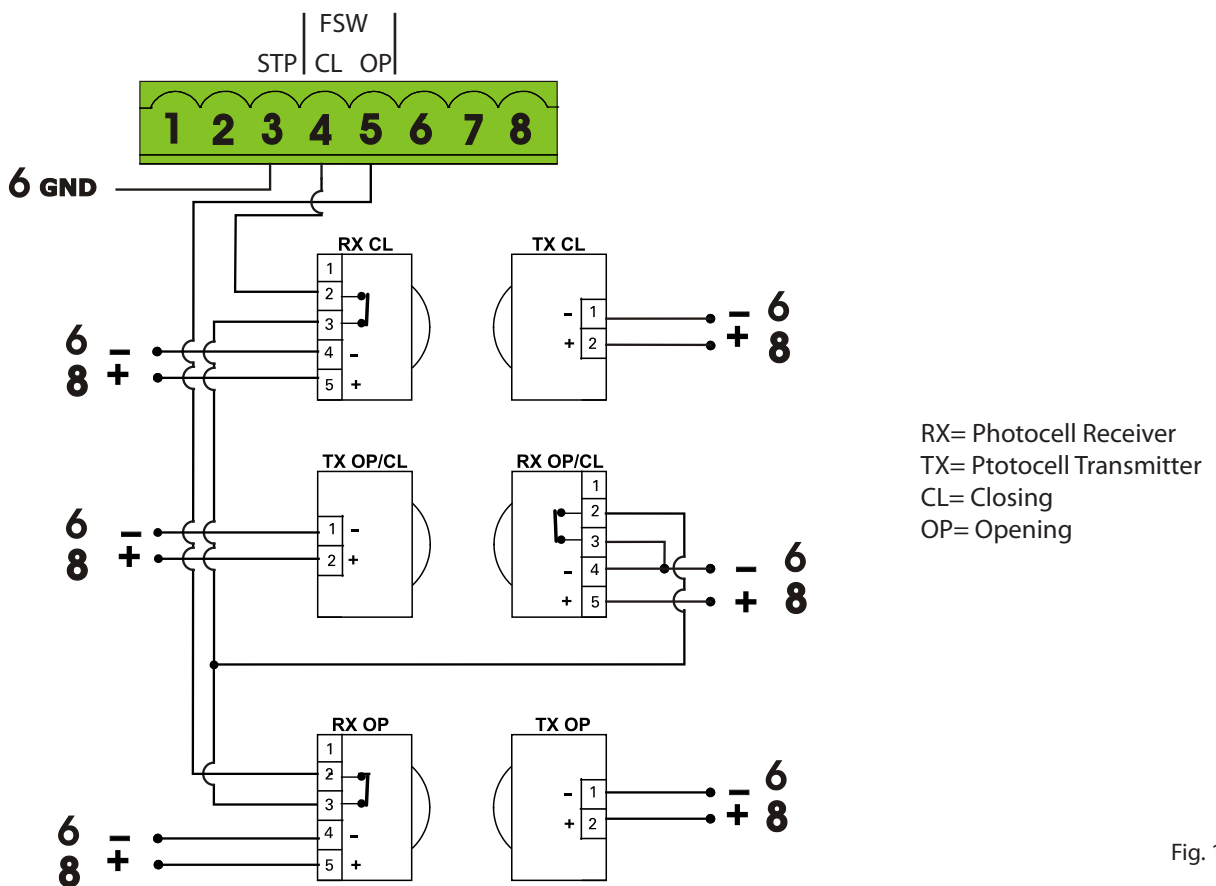 FSW
STP CL OP
1 2 3 4 5 6 7 8
6 GND
RX CL
TX CL
1
2
3
4 -
5 +
6 -
8 +
- 1
+ 2
- 6
+ 8
RX= Photocell Receiver
TX= Ptotocell Transmitter
CL= Closing
OP= Opening
TX OP/CL
RX OP/CL
6 -
8 +
1 -
2 +
1
2
3
- 4
+ 5
- 6
+ 8
RX OP
TX OP
1
2
3
4 -
5 +
6 -
8 +
- 1
+ 2
- 6
+ 8
Fig.